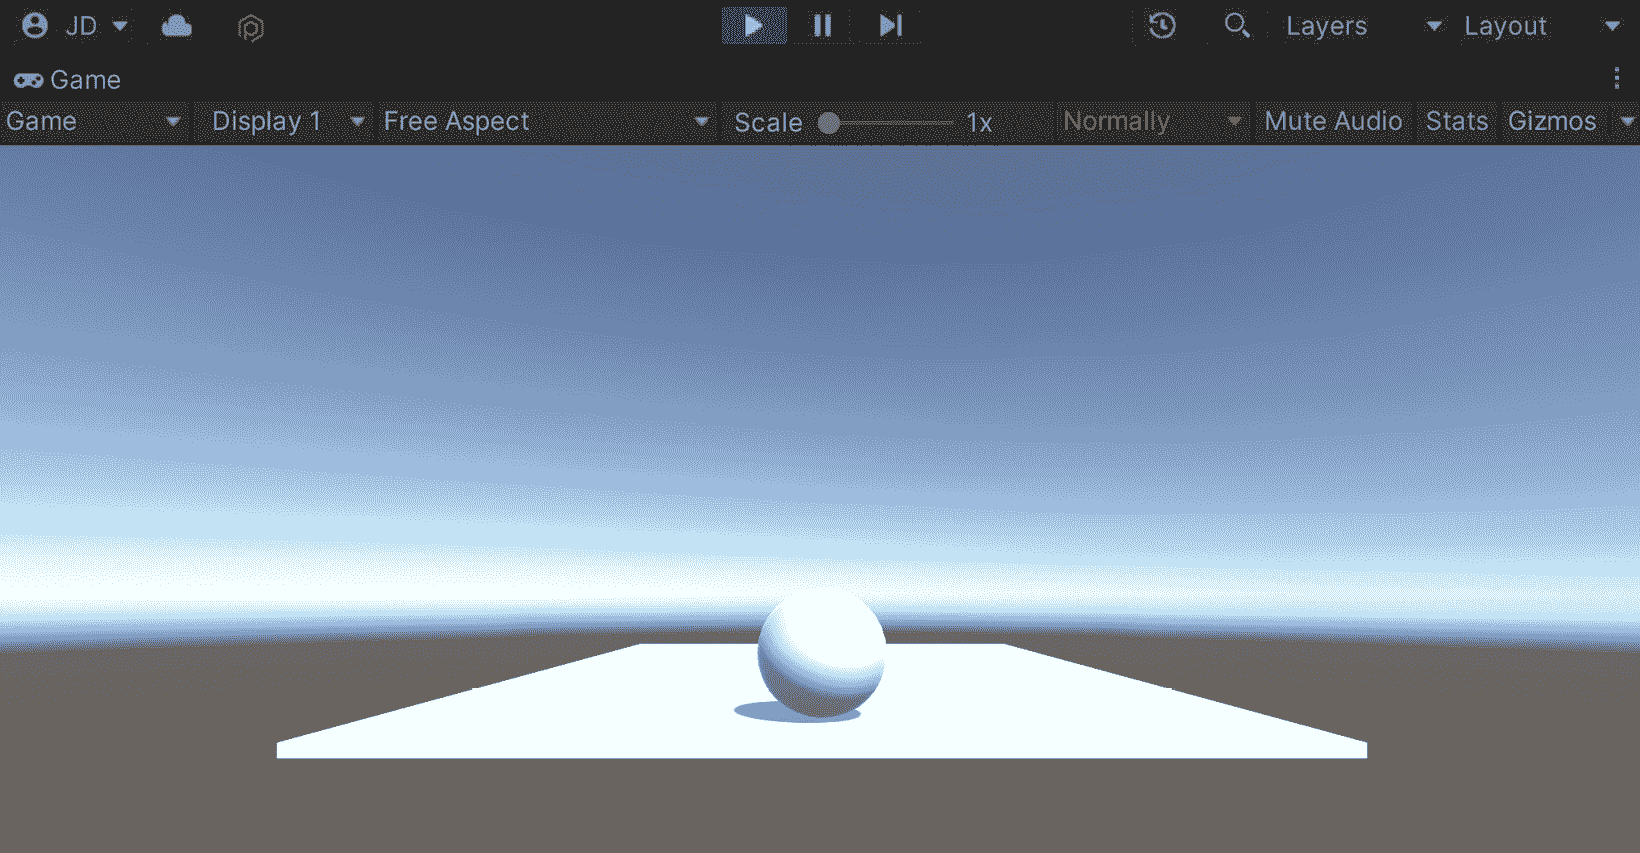 JD Layers Layout
Game
Game Display 1 Free Aspect Scale 1x Normally Mute Audio Stats Gizmos